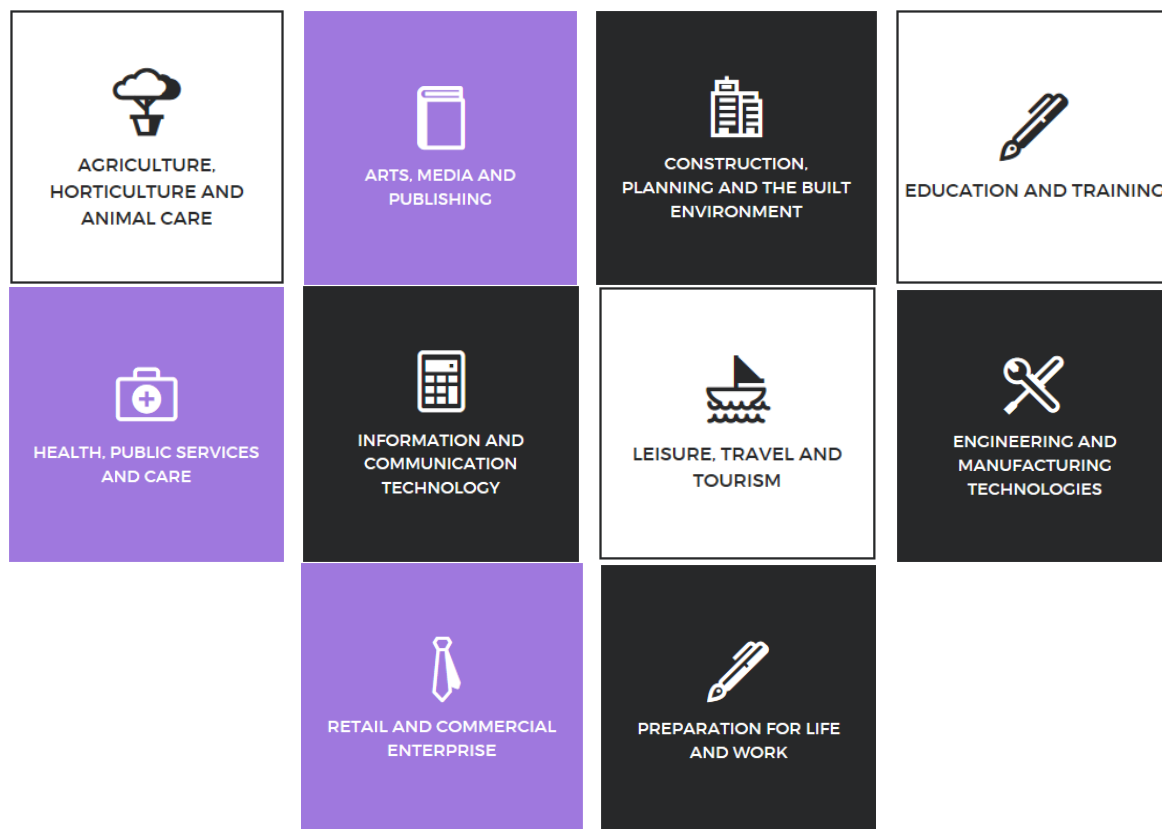 AGRICULTURE,
HORTICULTURE AND
ANIMAL CARE
ARTS, MEDIA AND
PUBLISHING
CONSTRUCTION,
PLANNING AND THE BUILT
ENVIRONMENT
EDUCATION AND TRAINING
HEALTH, PUBLIC SERVICES
AND CARE
INFORMATION AND
COMMUNICATION
TECHNOLOGY
LEISURE, TRAVEL AND
TOURISM
ENGINEERING AND
MANUFACTURING
TECHNOLOGIES
RETAIL AND COMMERCIAL
ENTERPRISE
PREPARATION FOR LIFE
AND WORK